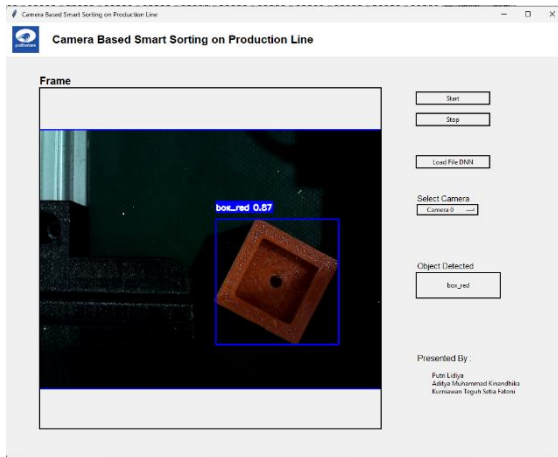 Camera Based Smart Sorting on Production Line
Camera Based Smart Sorting on Production Line
Frame
Start
Stop
box_red 0.87
Load File DNN
Select Camera
Camera 0
Object Detected
box_red
Presented By :
Putri Lidiya
Aditya Muhammad Kinandhika
Kurniawan Teguh Setia Fatoni